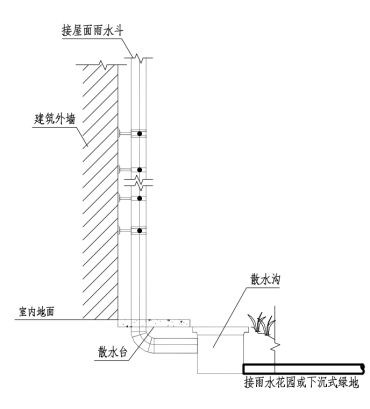 接屋面雨水斗
建筑外墙
散水沟
室内地面
散水台
接雨水花园或下沉式绿地